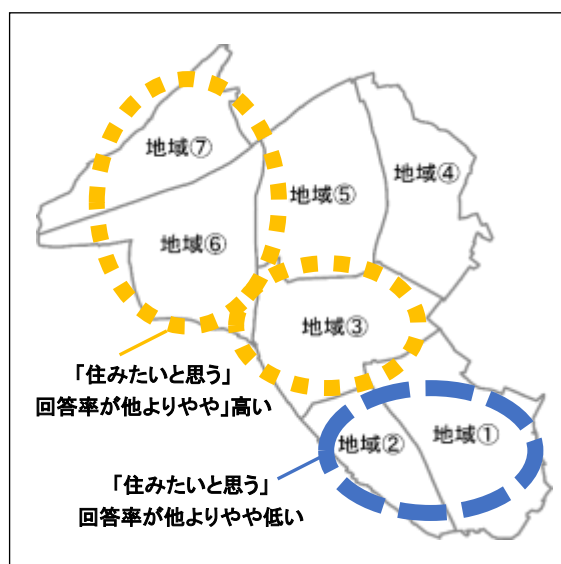 地域⑦
地域④
地域⑤
地域⑥
地域③
「住みたいと思う」
回答率が他よりやや」高い
地域②
地域①
「住みたいと思う」
回答率が他よりやや低い